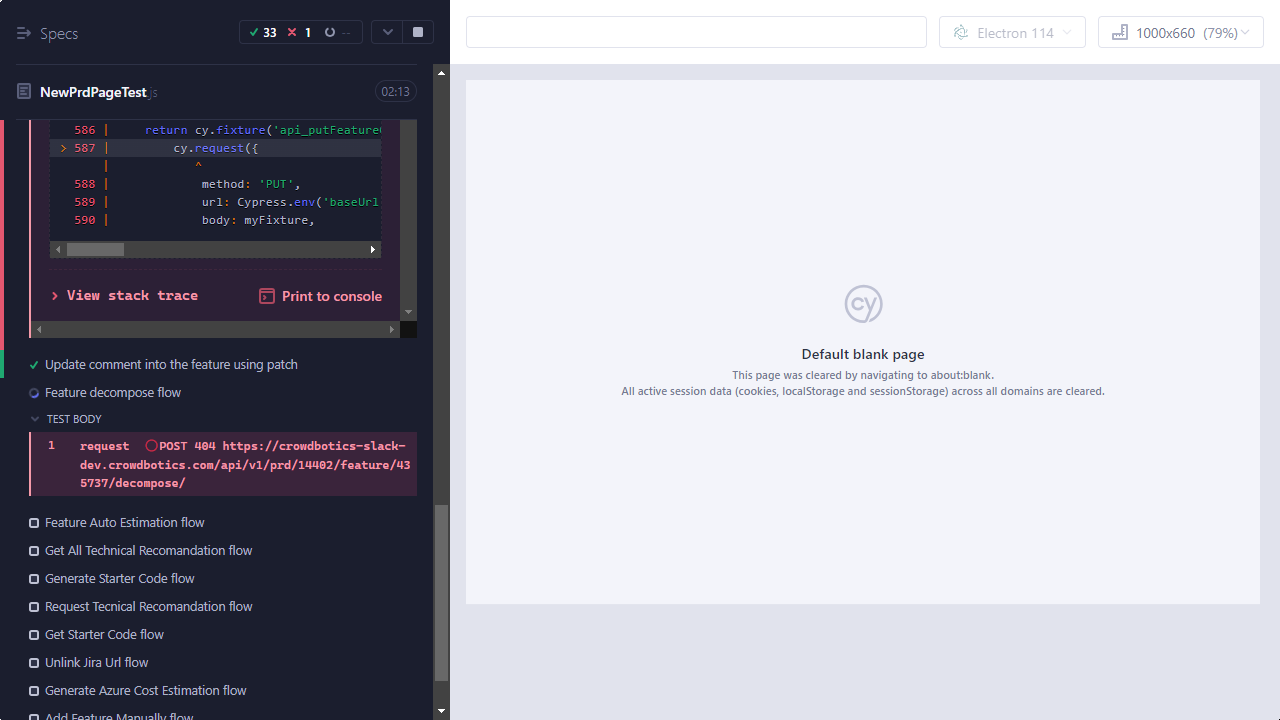 Specs
33 1 --
Electron 114
1000x660 (79%)
NewPrdPageTest.js
02:13
586 | return cy.fixture('api_putFeature
> 587 | cy.request({
| ^
588 | method: 'PUT',
589 | url: Cypress.env('baseUrl
590 | body: myFixture,
View stack trace
Print to console
Update comment into the feature using patch
Feature decompose flow
TEST BODY
1 request POST 404 https://crowdbotics-slack-
dev.crowdbotics.com/api/v1/prd/14402/feature/43
5737/decompose/
Feature Auto Estimation flow
Get All Technical Recomandation flow
Generate Starter Code flow
Request Tecnical Recomandation flow
Get Starter Code flow
Unlink Jira Url flow
Generate Azure Cost Estimation flow
Add Feature Manually flow
cy
Default blank page
This page was cleared by navigating to about:blank.
All active session data (cookies, localStorage and sessionStorage) across all domains are cleared.